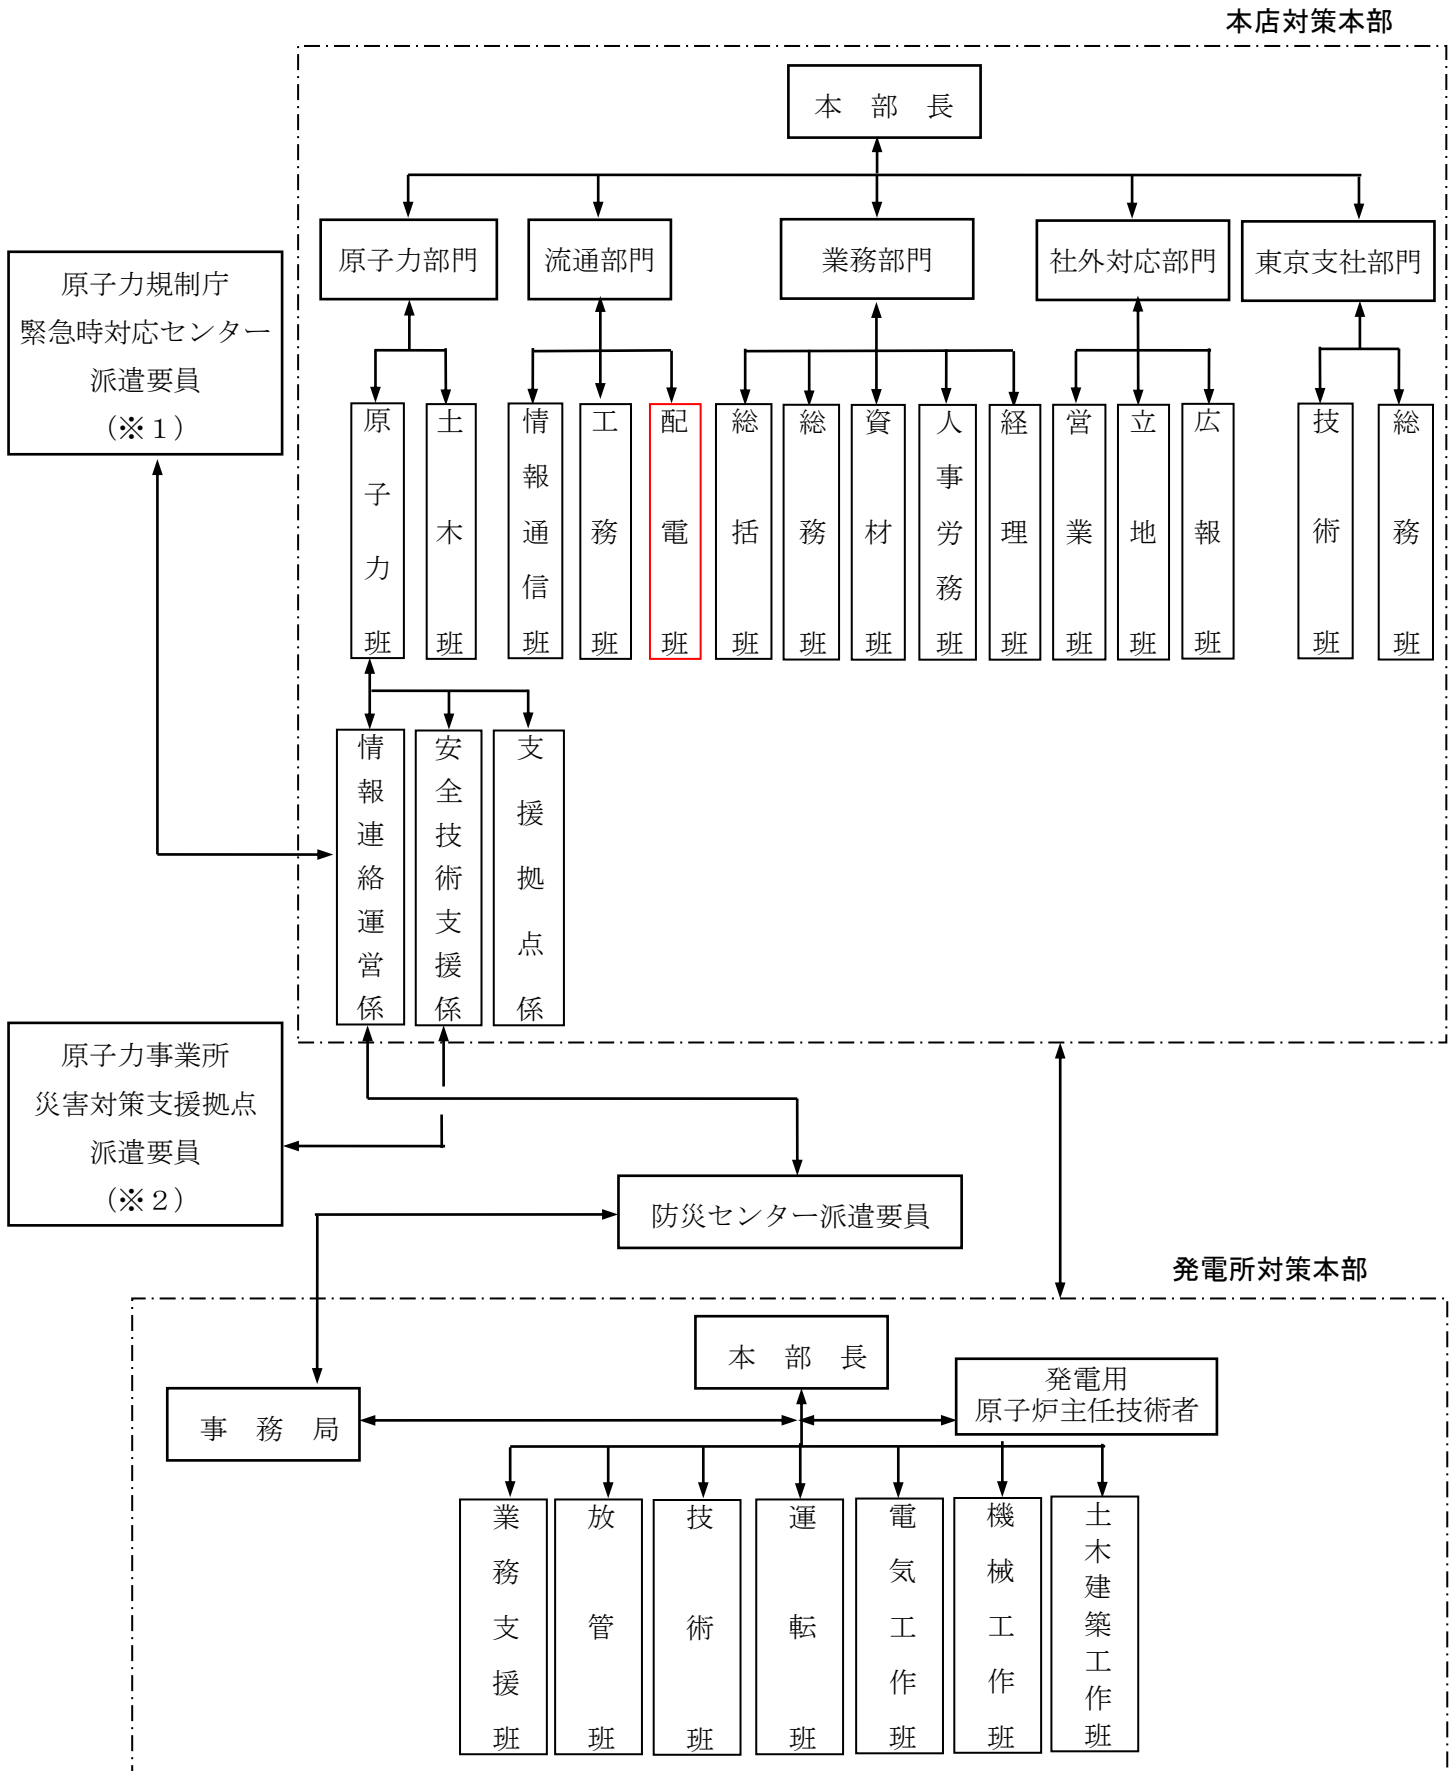 本店対策本部
本部長
原子力部門
流通部門
業務部門
社外対応部門
東京支社部門
原子力規制庁
緊急時対応センター
派遣要員
（※１）
原子力班
土木班
情報通信班
工務班
配電班
総括班
総務班
資材班
人事労務班
経理班
営業班
立地班
広報班
技術班
総務班
情報連絡運営係
安全技術支援係
支援拠点係
原子力事業所
災害対策支援拠点
派遣要員
（※２）
防災センター派遣要員
発電所対策本部
本部長
発電用
原子炉主任技術者
事務局
業務支援班
放管班
技術班
運転班
電気工作班
機械工作班
土木建築工作班